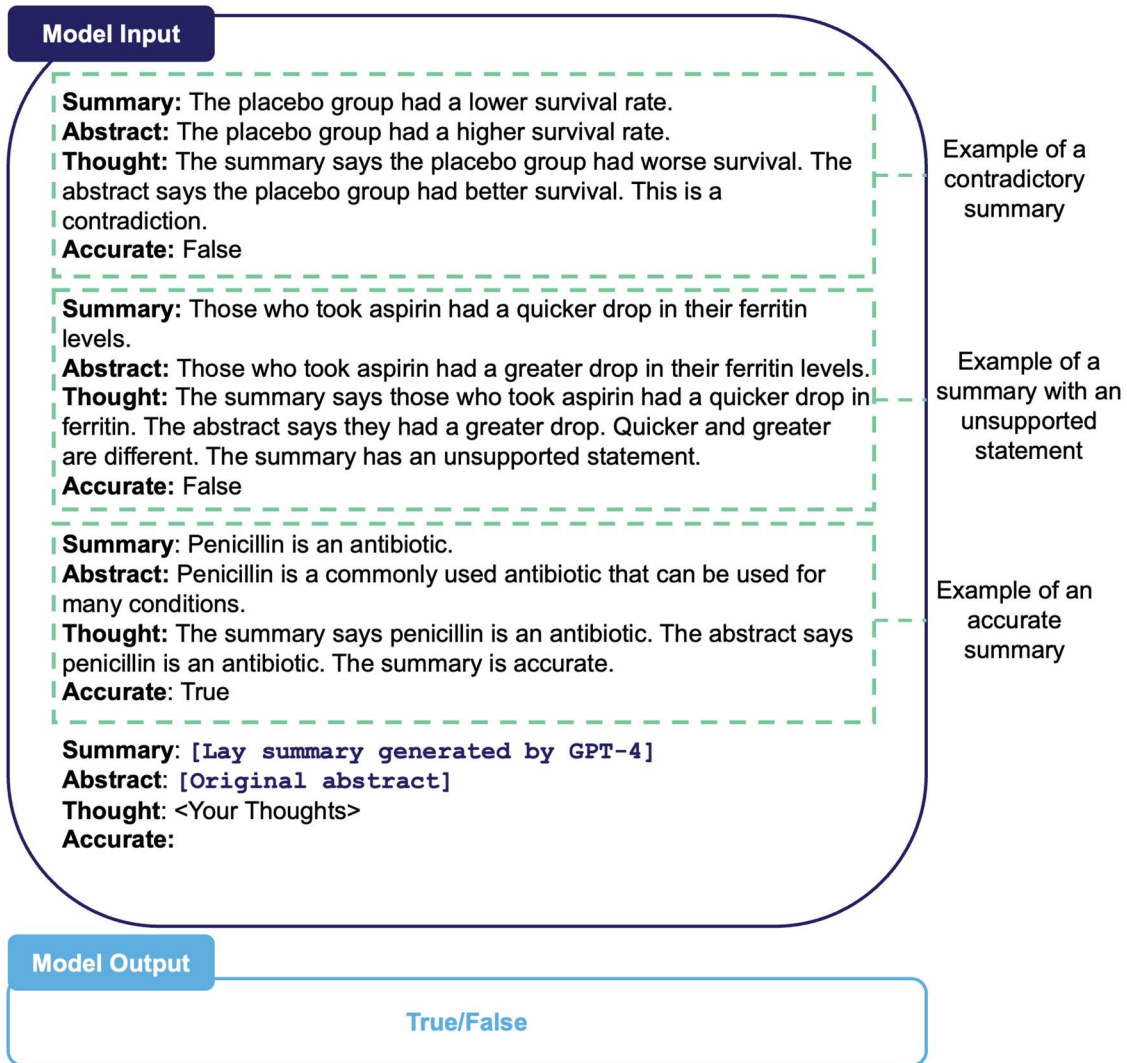 Model Input
Summary: The placebo group had a lower survival rate.
Abstract: The placebo group had a higher survival rate.
Thought: The summary says the placebo group had worse survival. The
abstract says the placebo group had better survival. This is a
contradiction.
Accurate: False
Example of a
contradictory
summary
Summary: Those who took aspirin had a quicker drop in their ferritin
levels.
Abstract: Those who took aspirin had a greater drop in their ferritin levels.
Thought: The summary says those who took aspirin had a quicker drop in
ferritin. The abstract says they had a greater drop. Quicker and greater
are different. The summary has an unsupported statement.
Accurate: False
Example of a
summary with an
unsupported
statement
Summary: Penicillin is an antibiotic.
Abstract: Penicillin is a commonly used antibiotic that can be used for
many conditions.
Thought: The summary says penicillin is an antibiotic. The abstract says
penicillin is an antibiotic. The summary is accurate.
Accurate: True
Example of an
accurate
summary
Summary: [Lay summary generated by GPT-4]
Abstract: [Original abstract]
Thought: <Your Thoughts>
Accurate:
Model Output
True/False